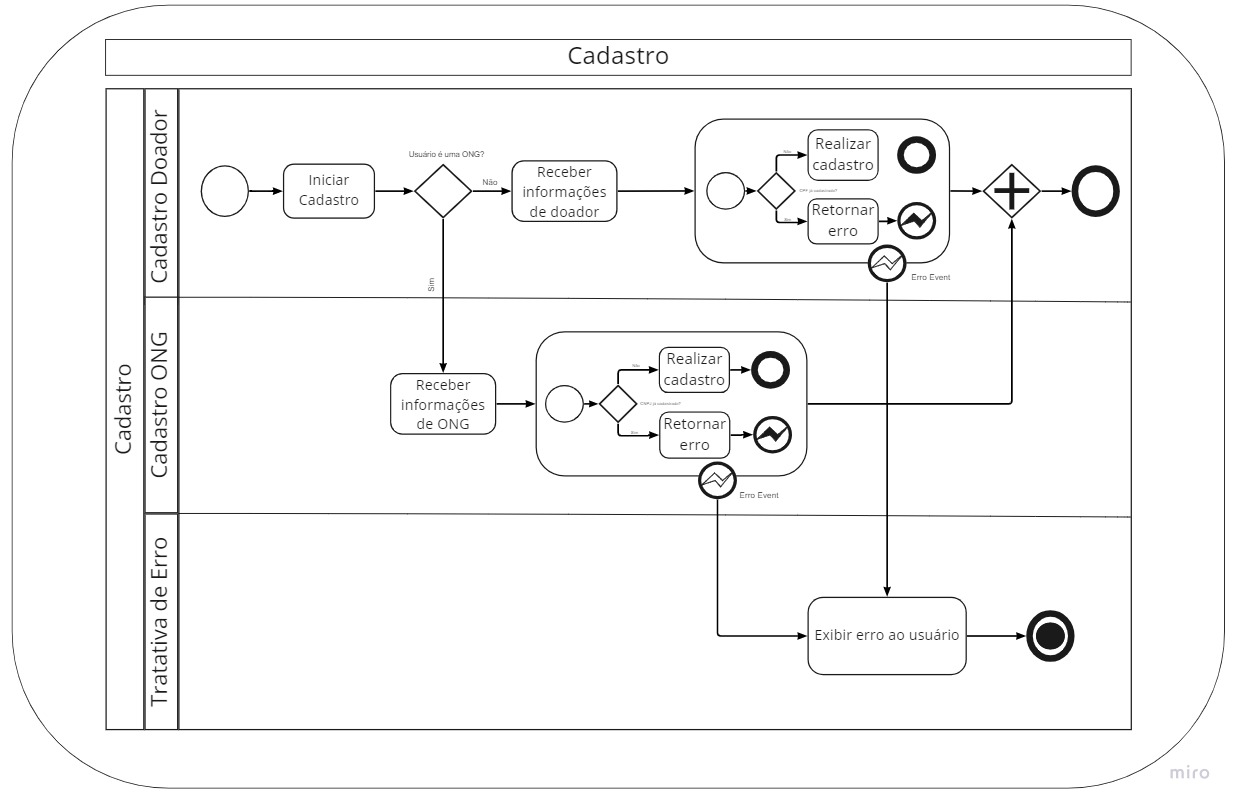 Cadastro
Cadastro
Cadastro Doador
Usuário é uma ONG?
Iniciar
Cadastro
Não
Receber
informações
de doador
Não
Realizar
cadastro
CPF já cadastrado?
Sim
Retornar
erro
Erro Event
Sim
Cadastro ONG
Receber
informações
de ONG
Não
Realizar
cadastro
CNPJ já cadastrado?
Sim
Retornar
erro
Erro Event
Tratativa de Erro
Exibir erro ao usuário
miro